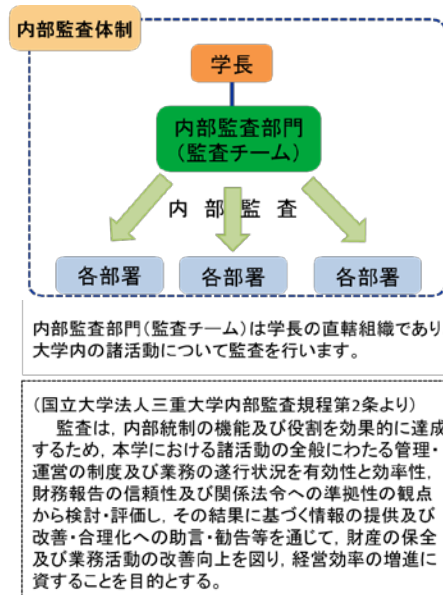 内部監査体制
学長
内部監査部門
(監査チーム)
内部監査
各部署
各部署
各部署
内部監査部門(監査チーム)は学長の直轄組織であり
大学内の諸活動について監査を行います。
(国立大学法人三重大学内部監査規程第2条より)
監査は，内部統制の機能及び役割を効果的に達成
するため，本学における諸活動の全般にわたる管理・
運営の制度及び業務の遂行状況を有効性と効率性，
財務報告の信頼性及び関係法令への準拠性の観点
から検討・評価し，その結果に基づく情報の提供及び
改善・合理化への助言・勧告等を通じて，財産の保全
及び業務活動の改善向上を図り，経営効率の増進に
資することを目的とする。